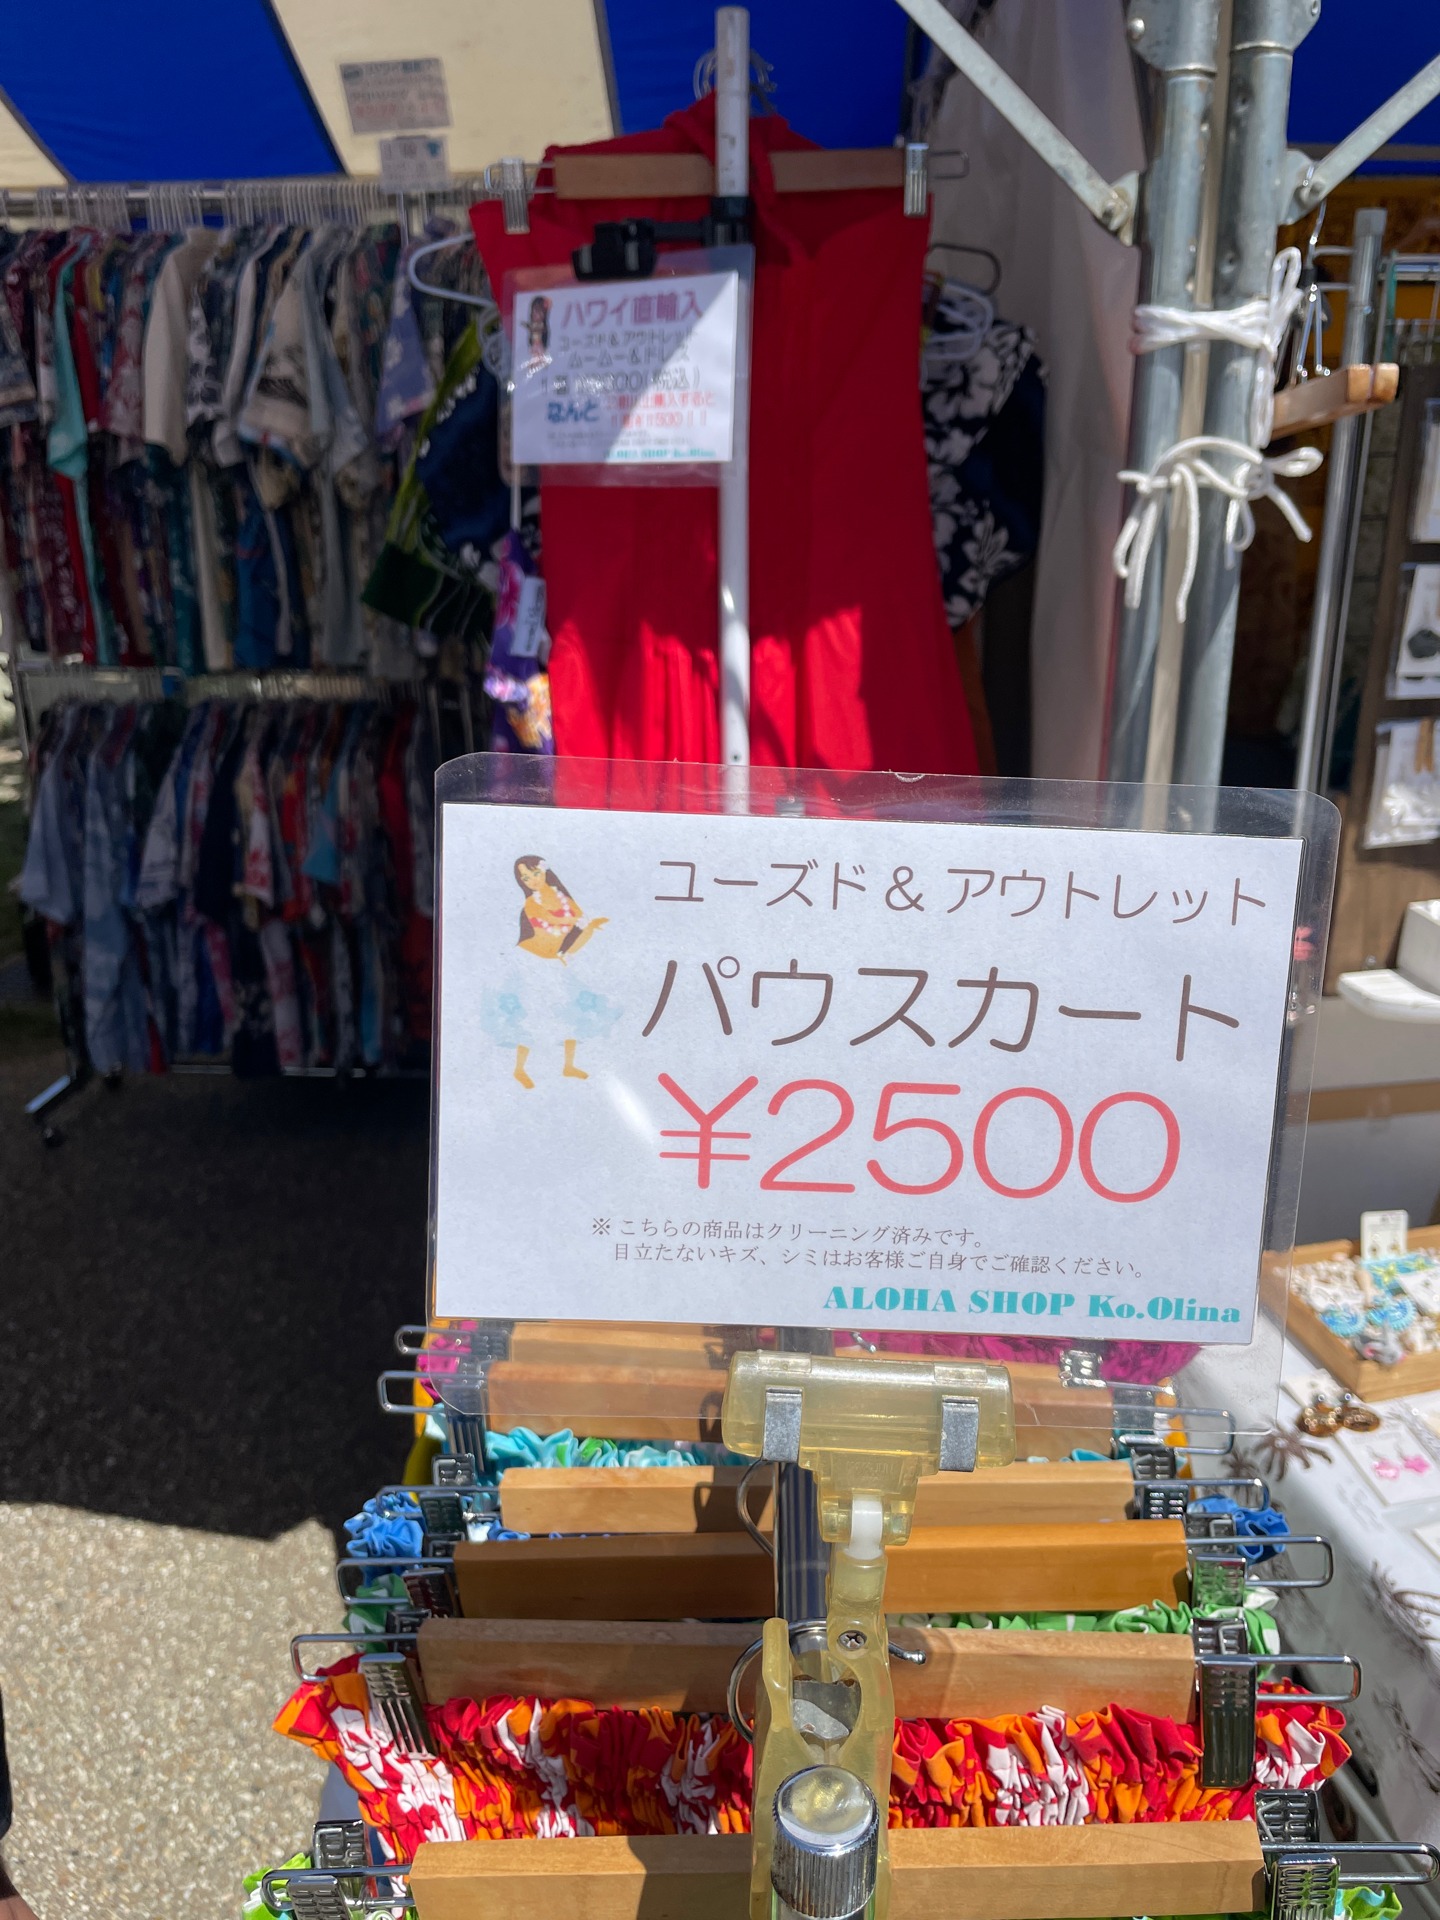 ハワイ直輸入
ユーズド&アウトレット
ムームー&ドレス
なんと
ALOHA SHOP Ko.Olina
ユーズド&アウトレット
パウスカート
¥2500
※こちらの商品はクリーニング済みです。
目立たないキズ、シミはお客様ご自身でご確認ください。
ALOHA SHOP Ko.Olina